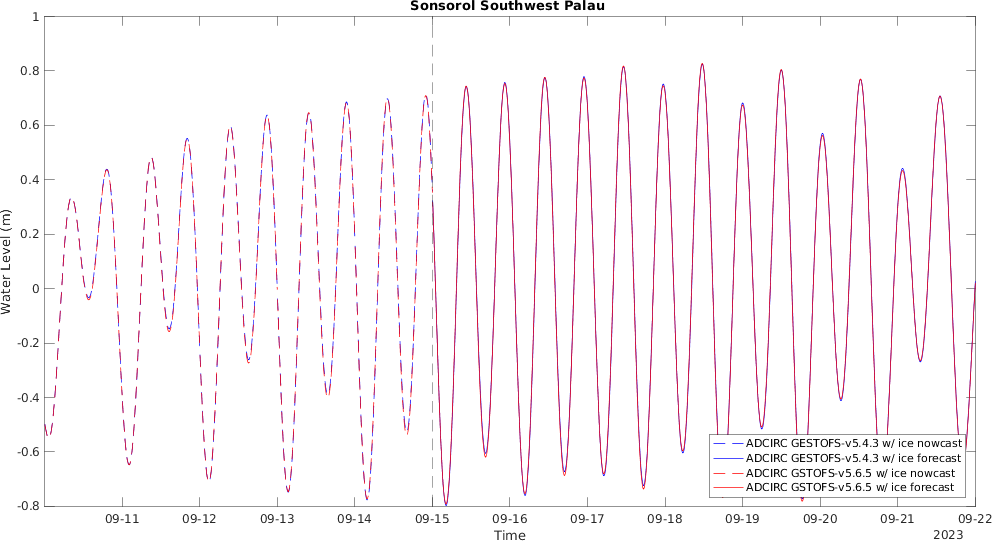 Sonsorol Southwest Palau
Water Level (m)
1
0.8
0.6
0.4
0.2
0
-0.2
-0.4
-0.6
-0.8
ADCIRC GESTOFS-v5.4.3 w/ ice nowcast
ADCIRC GESTOFS-v5.4.3 w/ ice forecast
ADCIRC GSTOFS-v5.6.5 w/ ice nowcast
ADCIRC GSTOFS-v5.6.5 w/ ice forecast
09-11 09-12 09-13 09-14 09-15 09-16 09-17 09-18 09-19 09-20 09-21 09-22
Time
2023